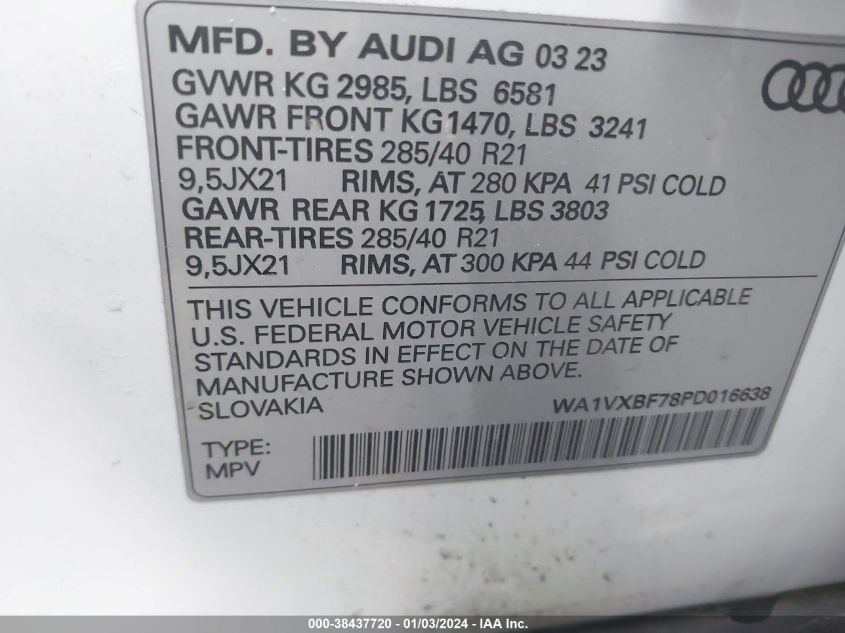 MFD. BY AUDI AG 03 23
GVWR KG 2985, LBS 6581
GAWR FRONT KG1470, LBS 3241
FRONT-TIRES 285/40 R21
9,5JX21 RIMS, AT 280 KPA 41 PSI COLD
GAWR REAR KG 1725, LBS 3803
REAR-TIRES 285/40 R21
9,5JX21 RIMS, AT 300 KPA 44 PSI COLD
THIS VEHICLE CONFORMS TO ALL APPLICABLE
U.S. FEDERAL MOTOR VEHICLE SAFETY
STANDARDS IN EFFECT ON THE DATE OF
MANUFACTURE SHOWN ABOVE.
SLOVAKIA WA1VXBF78PD016638
TYPE:
MPV
000-38437720 - 01/03/2024 - IAA Inc.